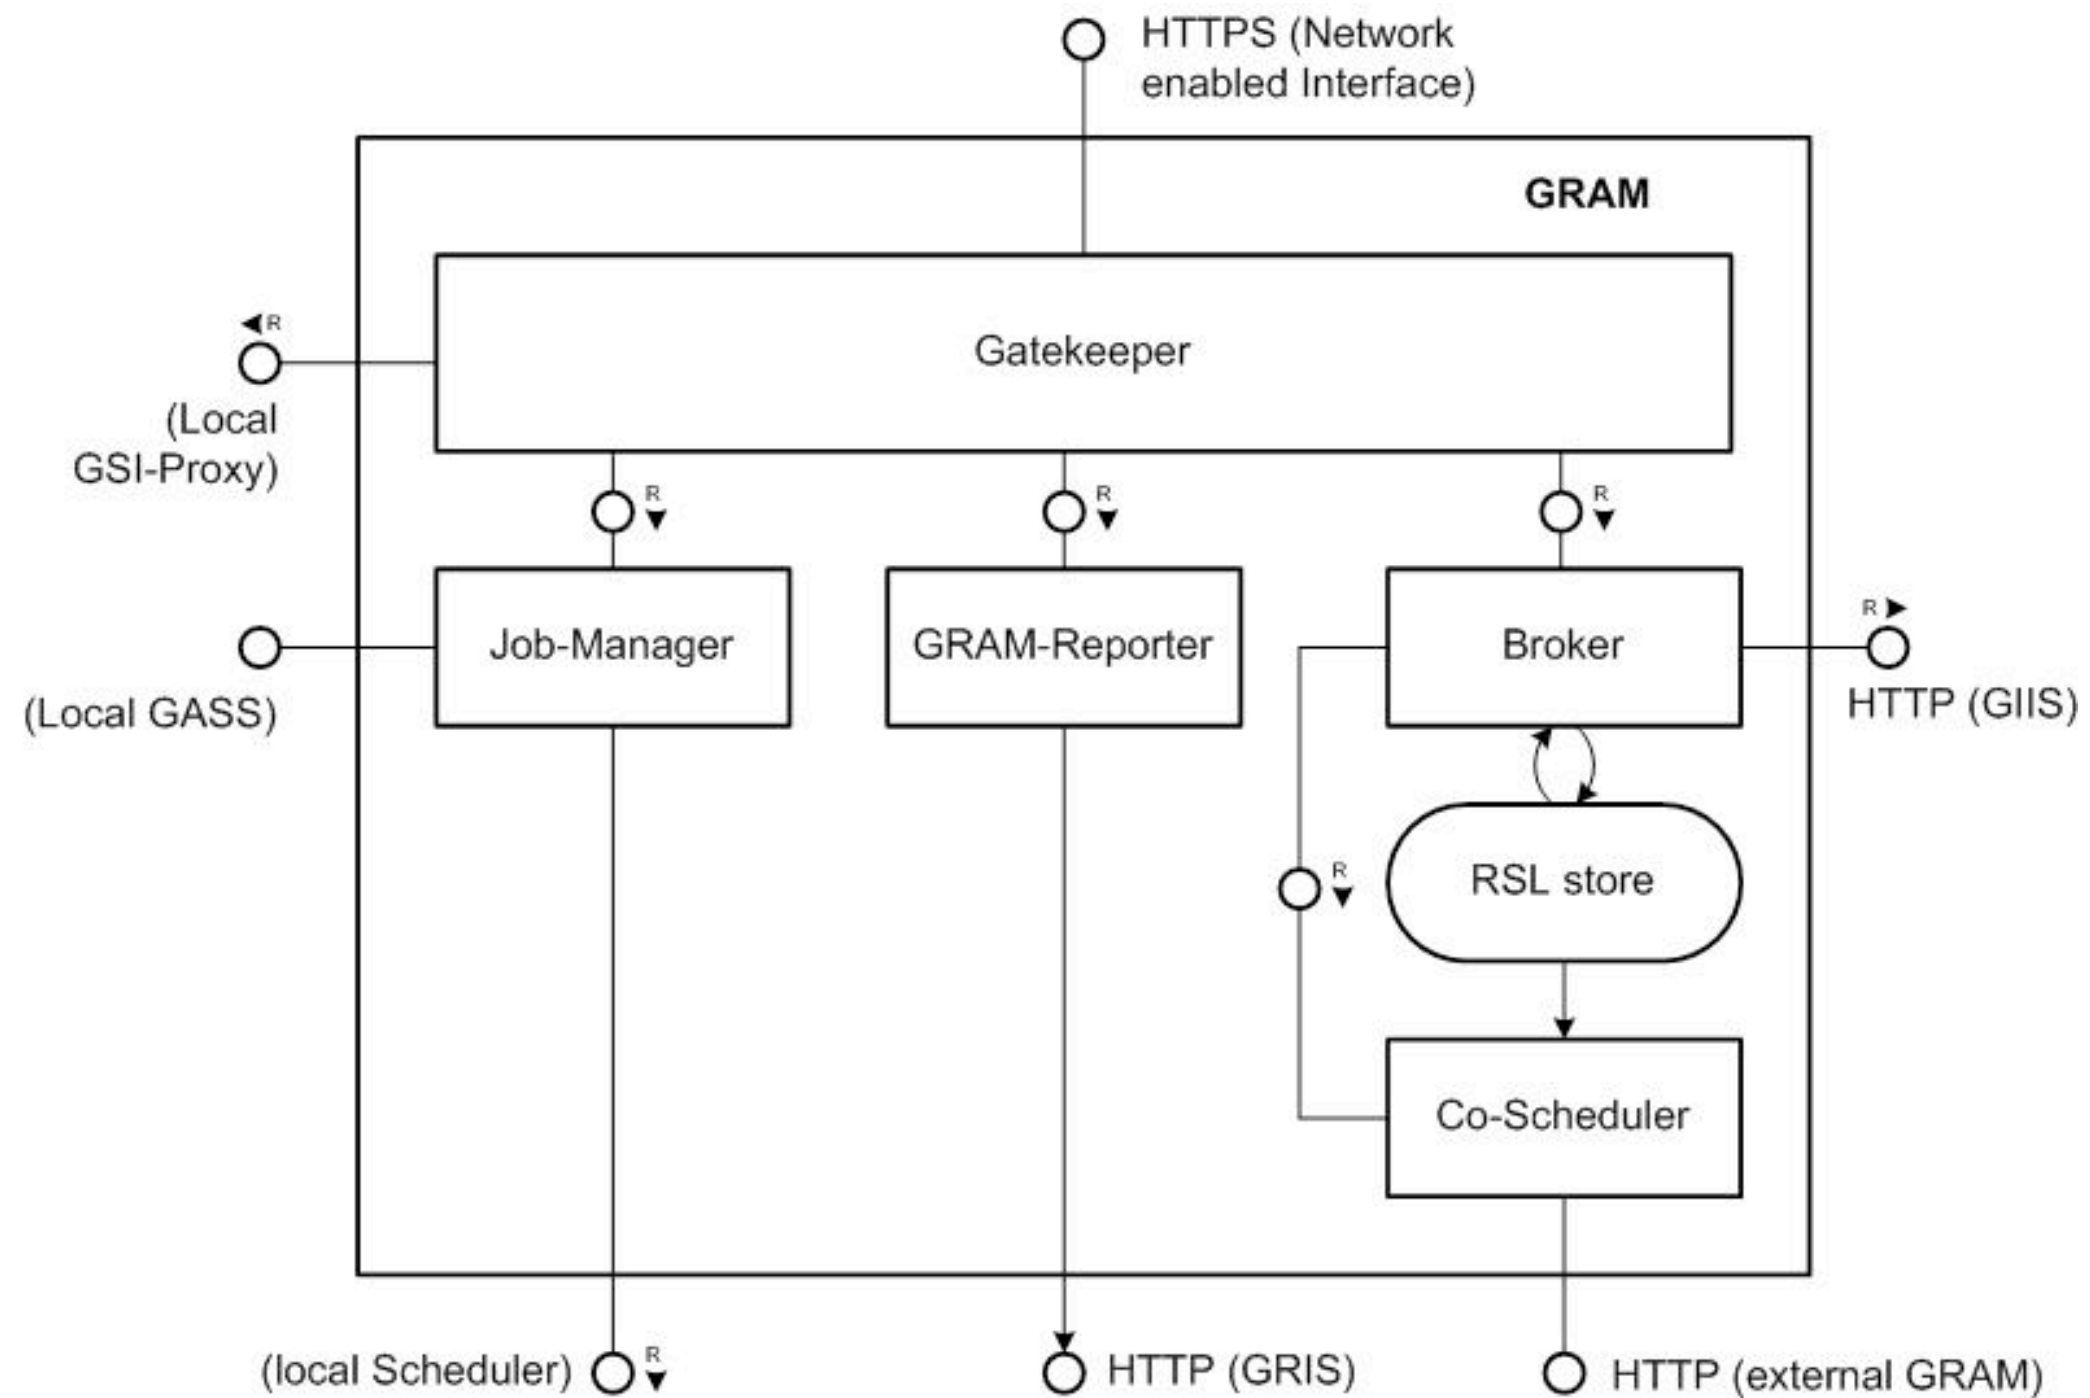 HTTPS (Network
enabled Interface)
GRAM
Gatekeeper
R
(Local
GSI-Proxy)
R
R
R
Job-Manager
GRAM-Reporter
Broker
R
(Local GASS)
HTTP (GIIS)
RSL store
R
Co-Scheduler
(local Scheduler)
R
HTTP (GRIS)
HTTP (external GRAM)